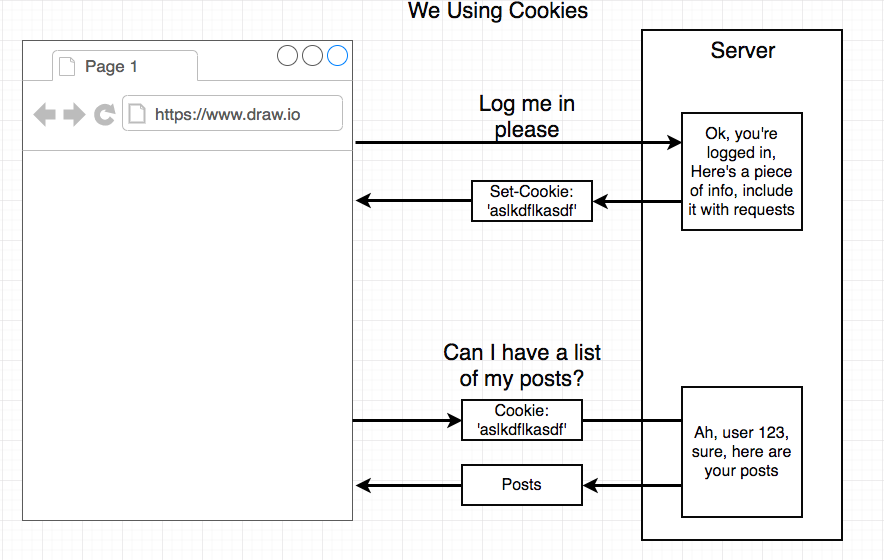 We Using Cookies
Page 1
https://www.draw.io
Server
Log me in
please
Ok, you're
logged in,
Here's a piece
of info, include
it with requests
Set-Cookie:
'aslkdflkasdf'
Can I have a list
of my posts?
Cookie:
'aslkdflkasdf'
Ah, user 123,
sure, here are
your posts
Posts